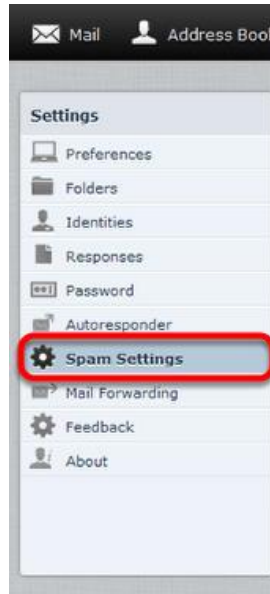 Mail Address Book
Settings
Preferences
Folders
Identities
Responses
Password
Autoresponder
Spam Settings
Mail Forwarding
Feedback
About